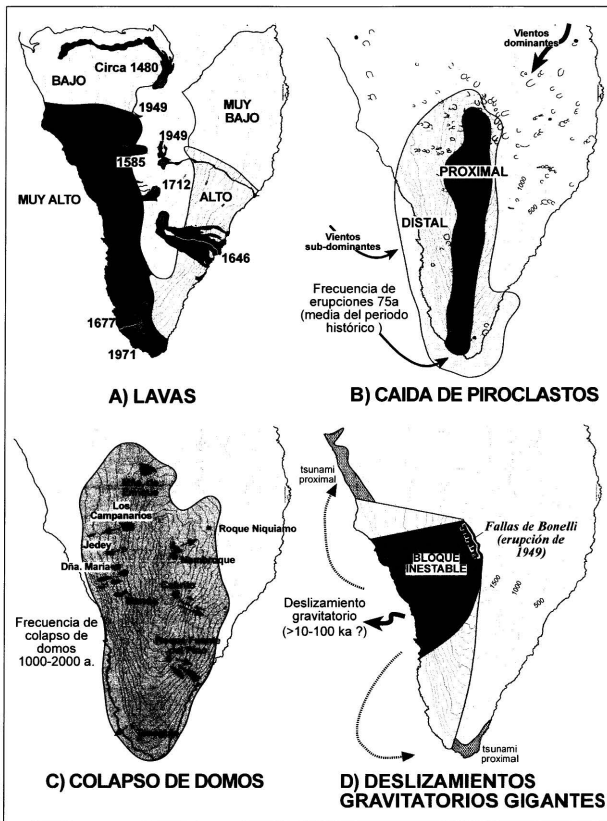 Circa 1480
BAJO
1949
MUY
BAJO
1949
1585
1712
MUY ALTO
ALTO
1646
1677
1971
A) LAVAS
Vientos
dominantes
PROXIMAL
1000
500
DISTAL
Vientos
sub-dominantes
Frecuencia de
erupciones 75a
(media del periodo
histórico )
B) CAIDA DE PIROCLASTOS
Los
Campanarios
Roque Niquiamo
Jedey
Dña. María
Frecuencia
de colapso
de domos
1000-2000 a.
C) COLAPSO DE DOMOS
tsunami
proximal
Fallas de Bonelli
(erupción de
1949)
BLOQUE
INESTABLE
1500
1000
500
Deslizamiento
gravitatorio
(>10-100 ka ?)
tsunami
proximal
D) DESLIZAMIENTOS
GRAVITATORIOS GIGANTES